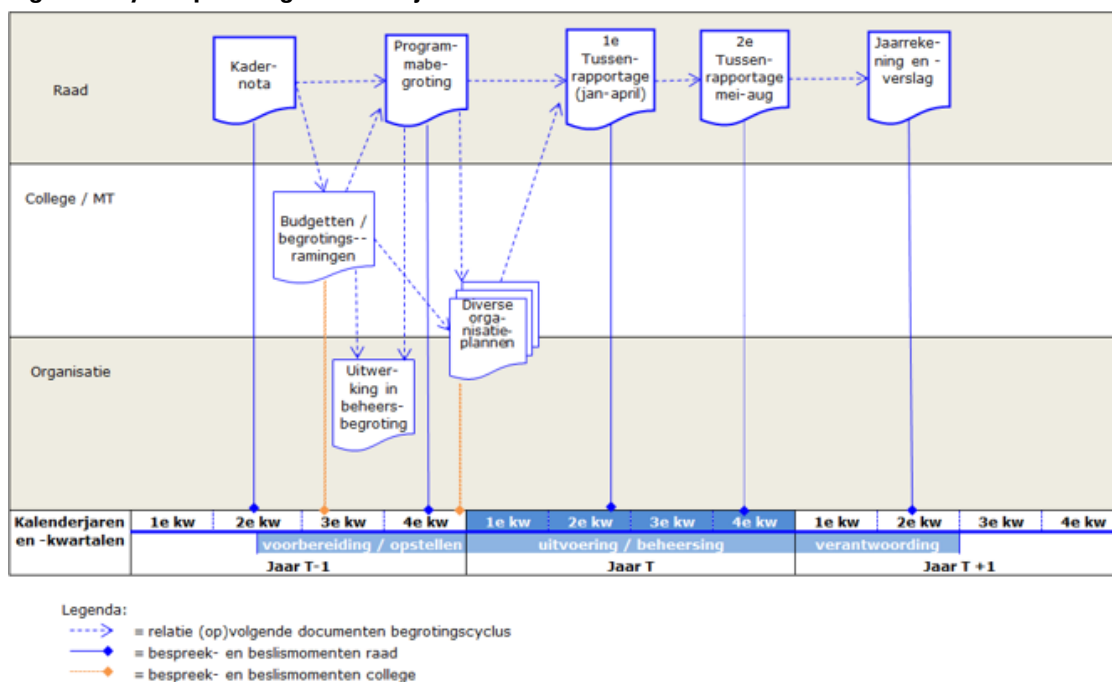 Kader-
nota
Program-
mabe-
groting
1e
Tussen-
rapportage
(jan-april)
2e
Tussen-
rapportage
mei-aug
Jaarreke-
ning en -
verslag
Raad
College / MT
Budgetten /
begrotings--
ramingen
Diverse
orga-
nisatie-
plannen
Organisatie
Uitwer-
king in
beheers-
begroting
Kalenderjaren
en -kwartalen
1e kw 2e kw 3e kw 4e kw 1e kw 2e kw 3e kw 4e kw 1e kw 2e kw 3e kw 4e kw
voorbereiding / opstellen uitvoering / beheersing verantwoording
Jaar T-1 Jaar T Jaar T +1
Legenda:
= relatie (op)volgende documenten begrotingscyclus
= bespreek- en beslismomenten raad
= bespreek- en beslismomenten college